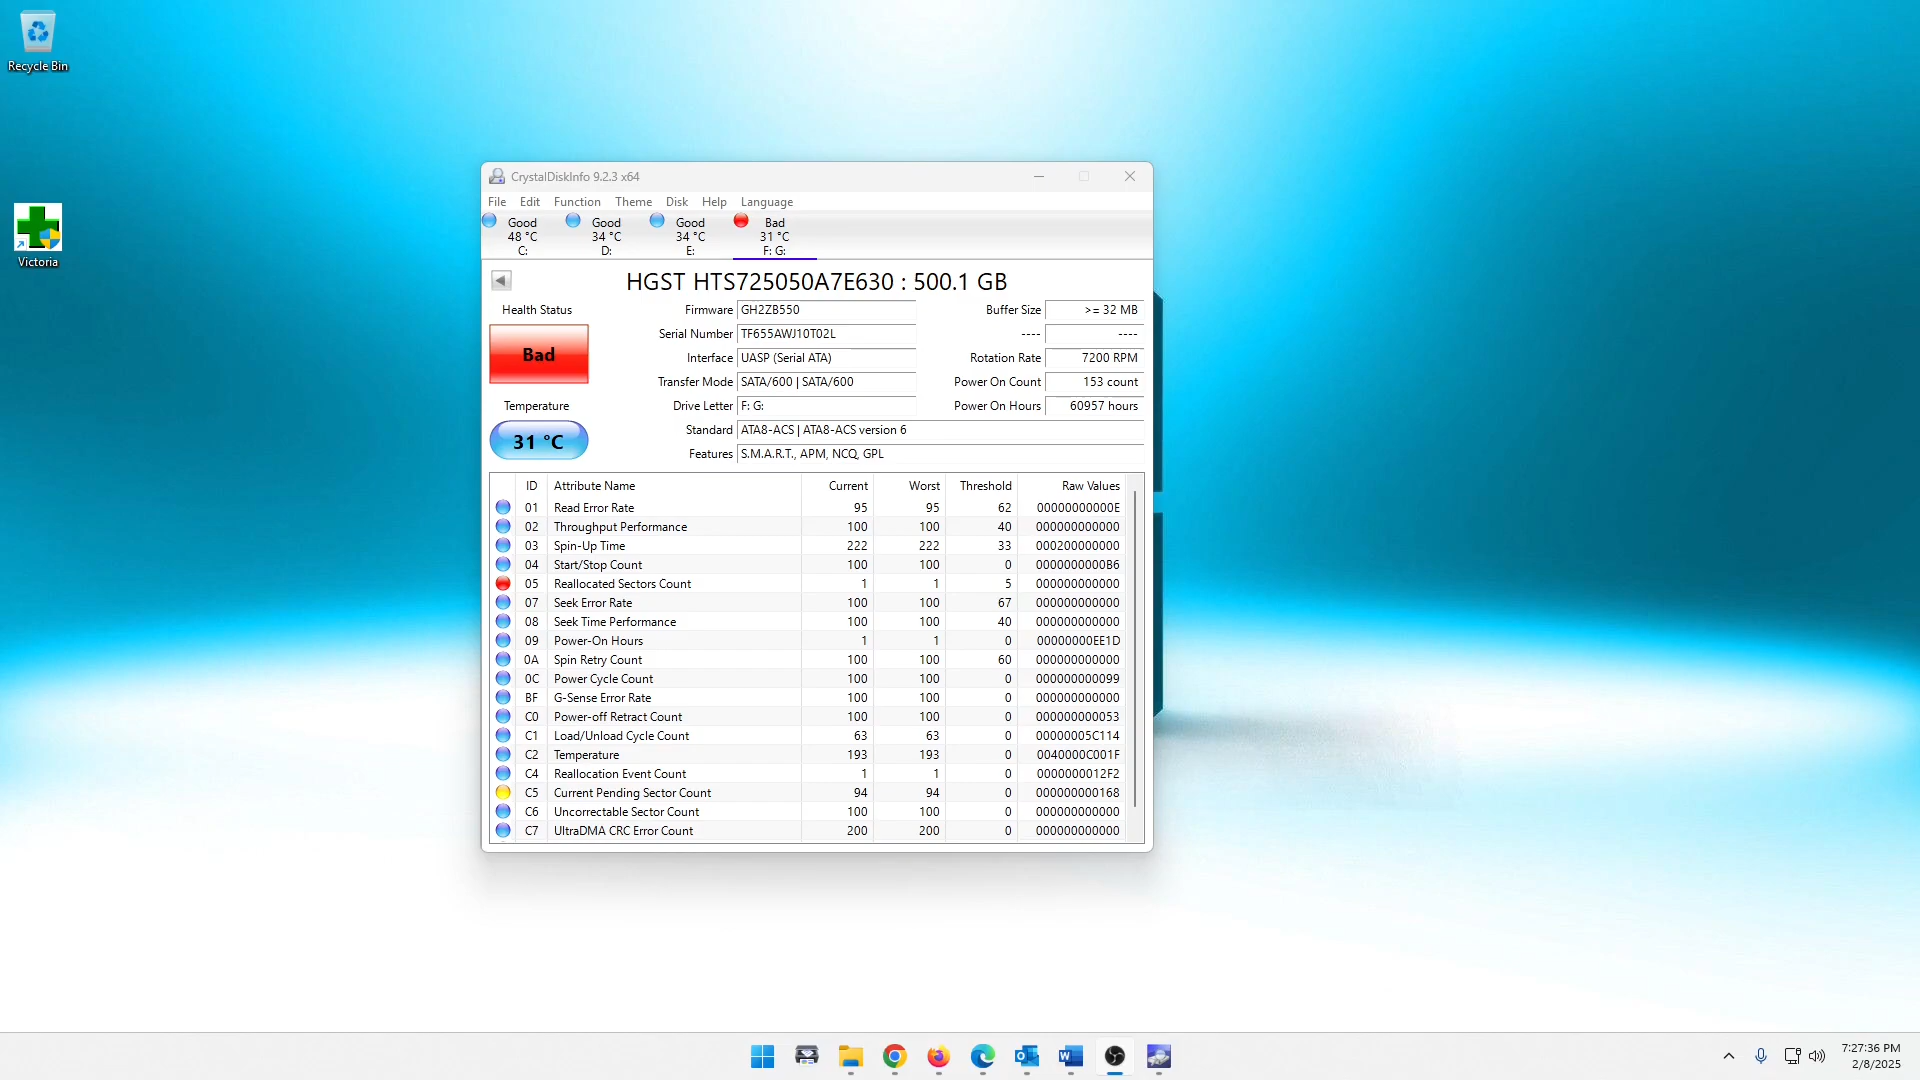 Recycle Bin
Victoria
CrystalDiskInfo 9.2.3 x64
File Edit Function Theme Disk Help Language
Good Good Good Bad
48 °C 34 °C 34 °C 31 °C
C: D: E: F: G:
HGST HTS725050A7E630 : 500.1 GB
Health Status Firmware GH2ZB550 Buffer Size >= 32 MB
Serial Number TF655AWJ10T02L ---- ----
Bad Interface UASP (Serial ATA) Rotation Rate 7200 RPM
Transfer Mode SATA/600 | SATA/600 Power On Count 153 count
Temperature Drive Letter F: G: Power On Hours 60957 hours
31 °C Standard ATA8-ACS | ATA8-ACS version 6
Features S.M.A.R.T., APM, NCQ, GPL
ID Attribute Name Current Worst Threshold Raw Values
01 Read Error Rate 95 95 62 00000000000E
02 Throughput Performance 100 100 40 000000000000
03 Spin-Up Time 222 222 33 000200000000
04 Start/Stop Count 100 100 0 0000000000B6
05 Reallocated Sectors Count 1 1 5 000000000000
07 Seek Error Rate 100 100 67 000000000000
08 Seek Time Performance 100 100 40 000000000000
09 Power-On Hours 1 1 0 00000000EE1D
0A Spin Retry Count 100 100 60 000000000000
0C Power Cycle Count 100 100 0 000000000099
BF G-Sense Error Rate 100 100 0 000000000000
C0 Power-off Retract Count 100 100 0 000000000053
C1 Load/Unload Cycle Count 63 63 0 00000005C114
C2 Temperature 193 193 0 0040000C001F
C4 Reallocation Event Count 1 1 0 0000000012F2
C5 Current Pending Sector Count 94 94 0 000000000168
C6 Uncorrectable Sector Count 100 100 0 000000000000
C7 UltraDMA CRC Error Count 200 200 0 000000000000
7:27:36 PM
2/8/2025